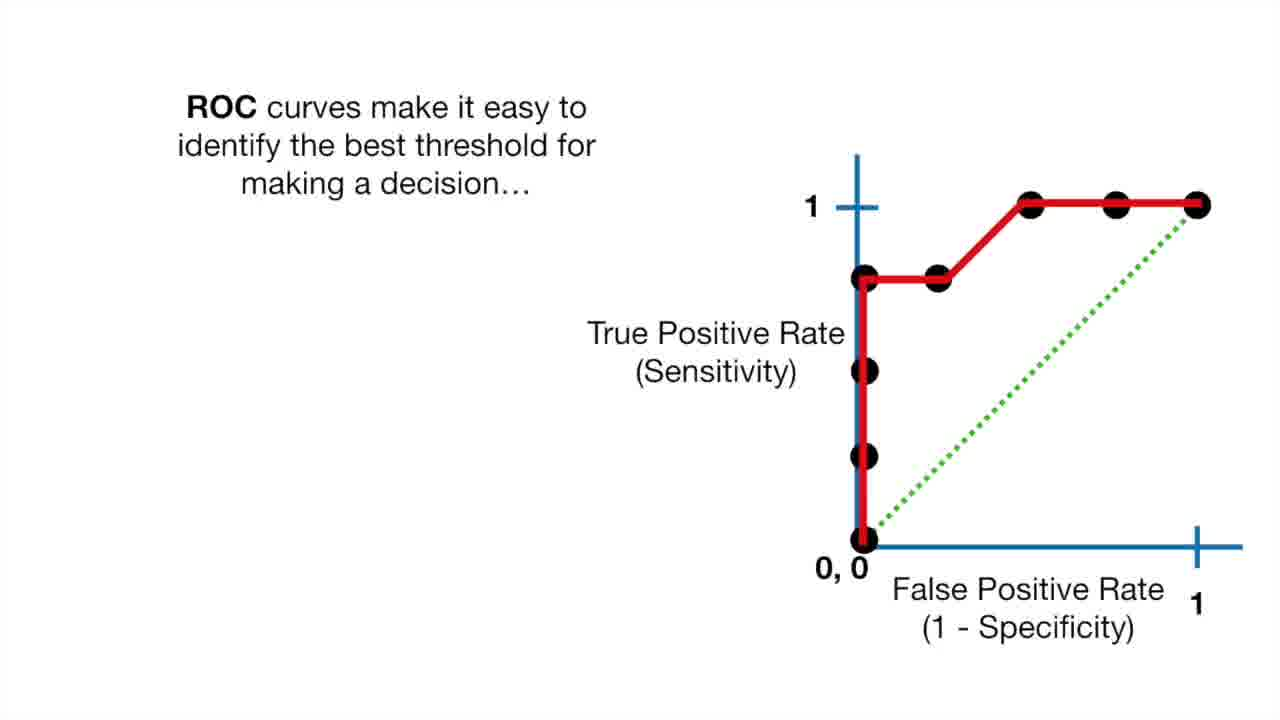 ROC curves make it easy to
identify the best threshold for
making a decision…
1
True Positive Rate
(Sensitivity)
0, 0
False Positive Rate
(1 - Specificity)
1